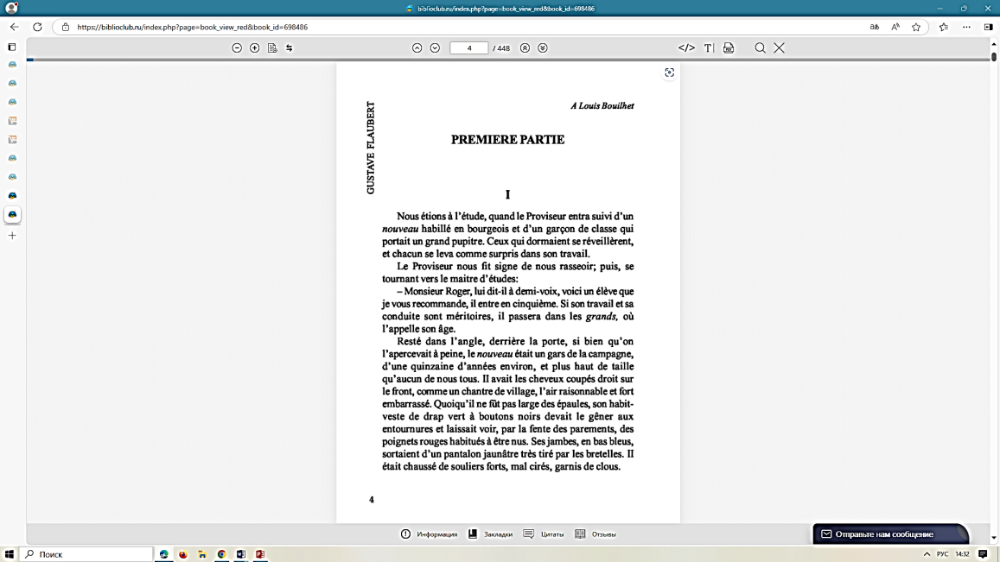 biblioclub.ru/index.php?page=book_view_red&book_id=698486
https://biblioclub.ru/index.php?page=book_view_red&book_id=698486
4 / 448
GUSTAVE FLAUBERT
A Louis Bouilhet
PREMIERE PARTIE
I
Nous étions à l’étude, quand le Proviseur entra suivi d’un
nouveau habillé en bourgeois et d’un garçon de classe qui
portait un grand pupitre. Ceux qui dormaient se réveillèrent,
et chacun se leva comme surpris dans son travail.
Le Proviseur nous fit signe de nous rasseoir; puis, se
tournant vers le maitre d’études:
– Monsieur Roger, lui dit-il à demi-voix, voici un élève que
je vous recommande, il entre en cinquième. Si son travail et sa
conduite sont méritoires, il passera dans les grands, où
l’appelle son âge.
Resté dans l’angle, derrière la porte, si bien qu’on
l’apercevait à peine, le nouveau était un gars de la campagne,
d’une quinzaine d’années environ, et plus haut de taille
qu’aucun de nous tous. II avait les cheveux coupés droit sur
le front, comme un chantre de village, l’air raisonnable et fort
embarrassé. Quoiqu’il ne fût pas large des épaules, son habit-
veste de drap vert à boutons noirs devait le gêner aux
entournures et laissait voir, par la fente des parements, des
poignets rouges habitués à être nus. Ses jambes, en bas bleus,
sortaient d’un pantalon jaunâtre très tiré par les bretelles. II
était chaussé de souliers forts, mal cirés, garnis de clous.
4
Информация Закладки Цитаты Отзывы
Отправьте нам сообщение
Поиск
РУС 14:32